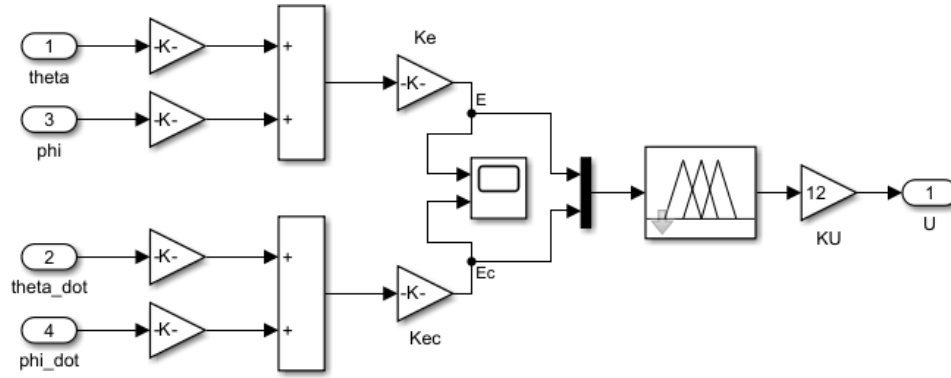 1
theta
-K-
+
Ke
-K-
3
phi
-K-
+
E
2
theta_dot
-K-
+
Ec
-K-
Kec
4
phi_dot
-K-
+
12
KU
1
U